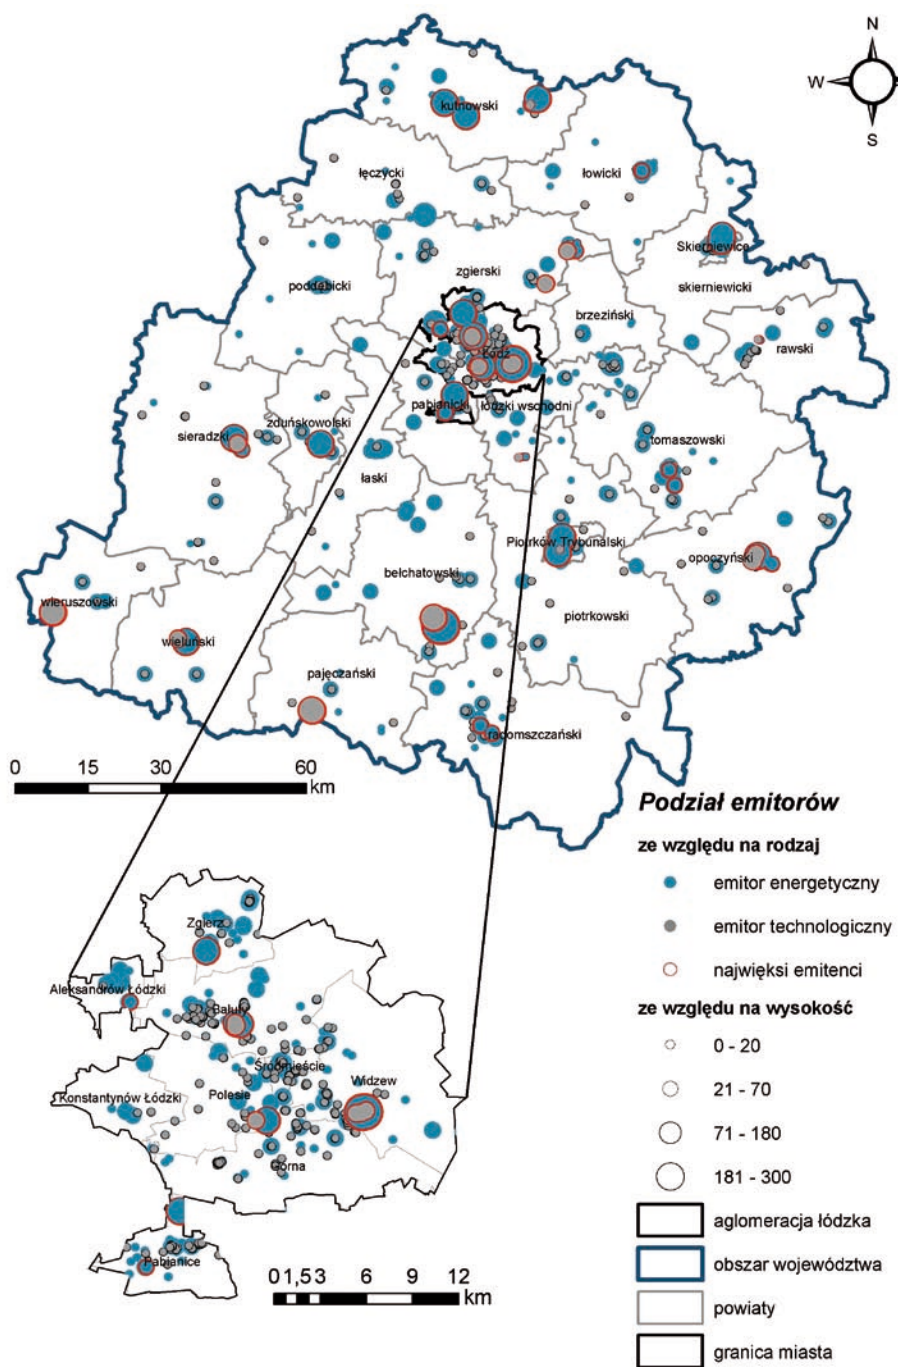 N
W
S
kutnowski
łęczycki
łowicki
Skierniewice
zgierski
skierniewicki
poddębicki
brzeziński
rawski
Łódź
pabianicki
łódzki wschodni
zduńskowolski
sieradzki
tomaszowski
łaski
Piotrków Trybunalski
opoczyński
bełchatowski
wieruszowski
piotrkowski
wieluński
pajęczański
radomszczański
0 15 30 60
km
Podział emitorów
ze względu na rodzaj
emitor energetyczny
emitor technologiczny
najwięksi emitenci
ze względu na wysokość
0 - 20
21 - 70
71 - 180
181 - 300
aglomeracja łódzka
obszar województwa
powiaty
granica miasta
Zgierz
Aleksandrów Łódzki
Bałuty
Śródmieście
Polesie
Widzew
Konstantynów Łódzki
Górna
Pabianice
0 1,5 3 6 9 12
km